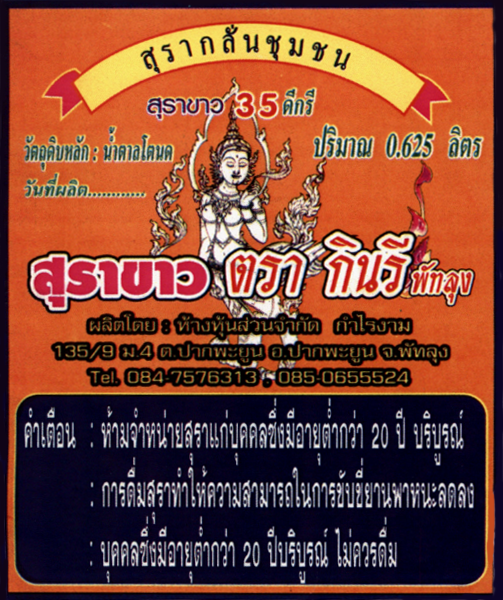 สุรากลั่นชุมชน
สุราขาว 35 ดีกรี
วัตถุดิบหลัก : น้ำตาลโตนด ปริมาณ 0.625 ลิตร
วันที่ผลิต............
สุราขาว ตรา กินรี พัทลุง
ผลิตโดย : ห้างหุ้นส่วนจำกัด กำไรงาม
135/9 ม.4 ต.ปากพะยูน อ.ปากพะยูน จ.พัทลุง
Tel. 084-7576313 , 085-0655524
คำเตือน : ห้ามจำหน่ายสุราแก่บุคคลซึ่งมีอายุต่ำกว่า 20 ปี บริบูรณ์
: การดื่มสุราทำให้ความสามารถในการขับขี่ยานพาหนะลดลง
: บุคคลซึ่งมีอายุต่ำกว่า 20 ปีบริบูรณ์ ไม่ควรดื่ม